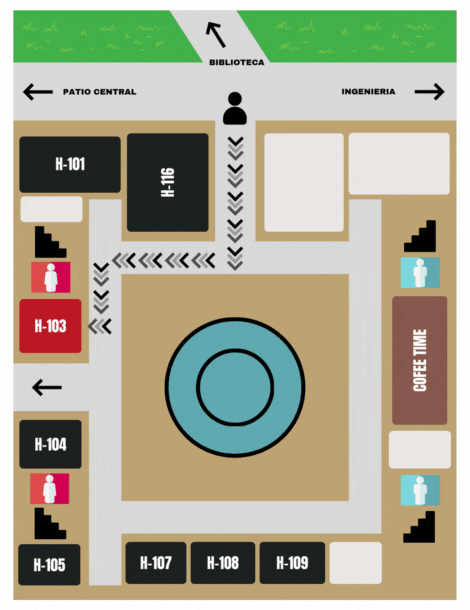 BIBLIOTECA
PATIO CENTRAL
INGENIERIA
H-101
H-116
H-103
COFEE TIME
H-104
H-105
H-107
H-108
H-109